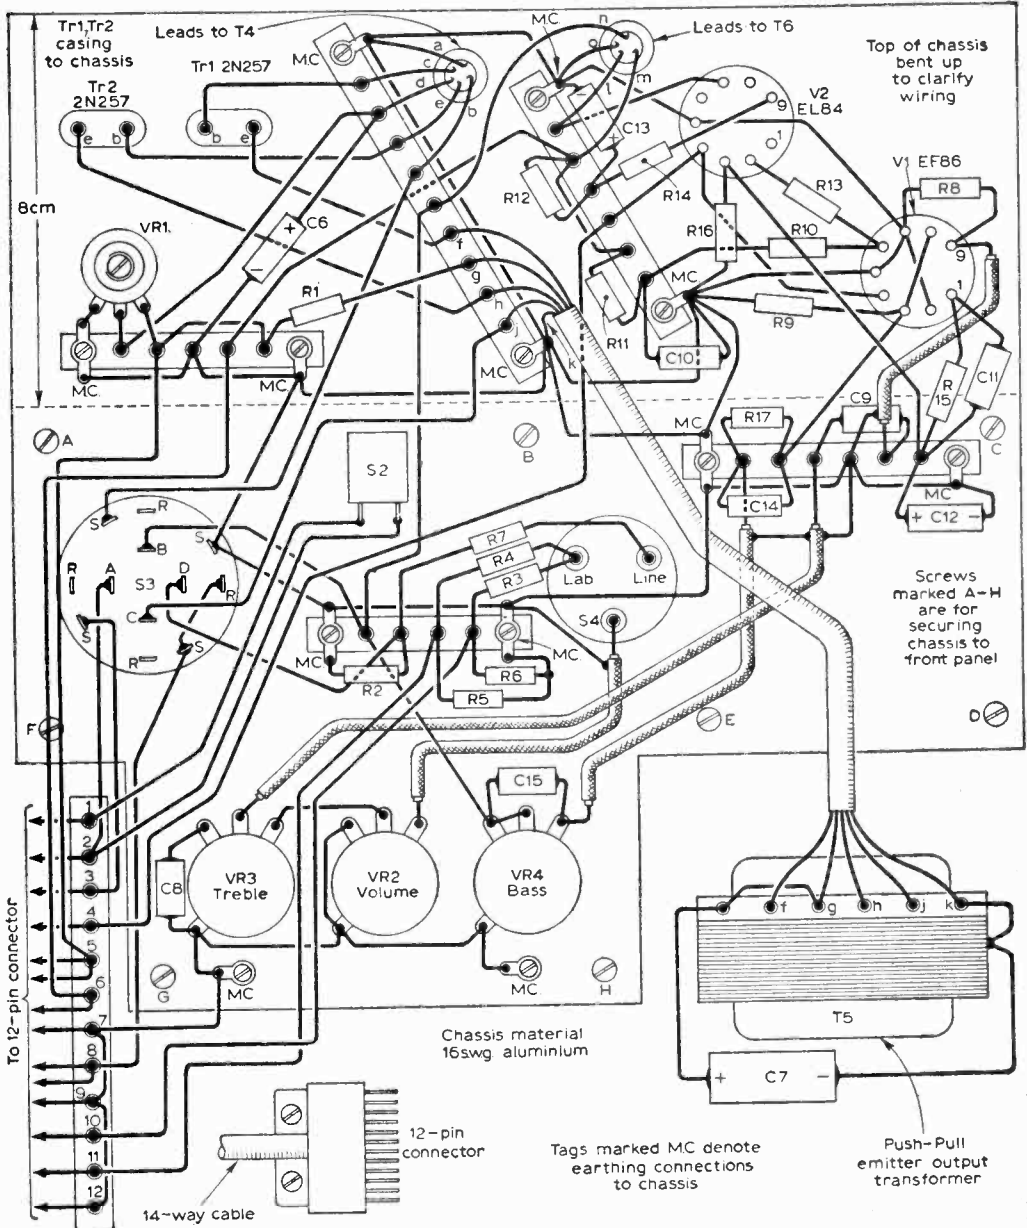 Tr1,Tr2
casing
to chassis
Leads to T4
M.C
n
Leads to T6
Top of chassis
bent up
to clarify
wiring
MC
a
c
d
e
b
o
m
l
Tr1 2N257
Tr2
2N257
e
b
b
e
V2
EL84
9
1
C13
+
−
R12
R14
R13
V1 EF86
R8
8cm
VR1
C6
+
−
f
g
h
j
k
R16
R10
9
1
R1
R11
MC
R9
C10
MC
MC
MC
R
15
C11
A
B
C
MC
R17
C9
C14
MC
+ C12 −
S2
S
R
B
S
R
A
S3
D
R
C
S
R
S
R7
R4
R3
Lab
Line
S4
MC
R2
R6
MC
R5
Screws
marked A-H
are for
securing
chassis to
front panel
F
E
D
C15
VR3
Treble
VR2
Volume
VR4
Bass
C8
G
MC
MC
H
To 12-pin connector
1
2
3
4
5
6
7
8
9
10
11
12
f
g
h
j
k
T5
+ C7 −
Chassis material
16swg. aluminium
12-pin
connector
14-way cable
Tags marked M.C denote
earthing connections
to chassis
Push-Pull
emitter output
transformer